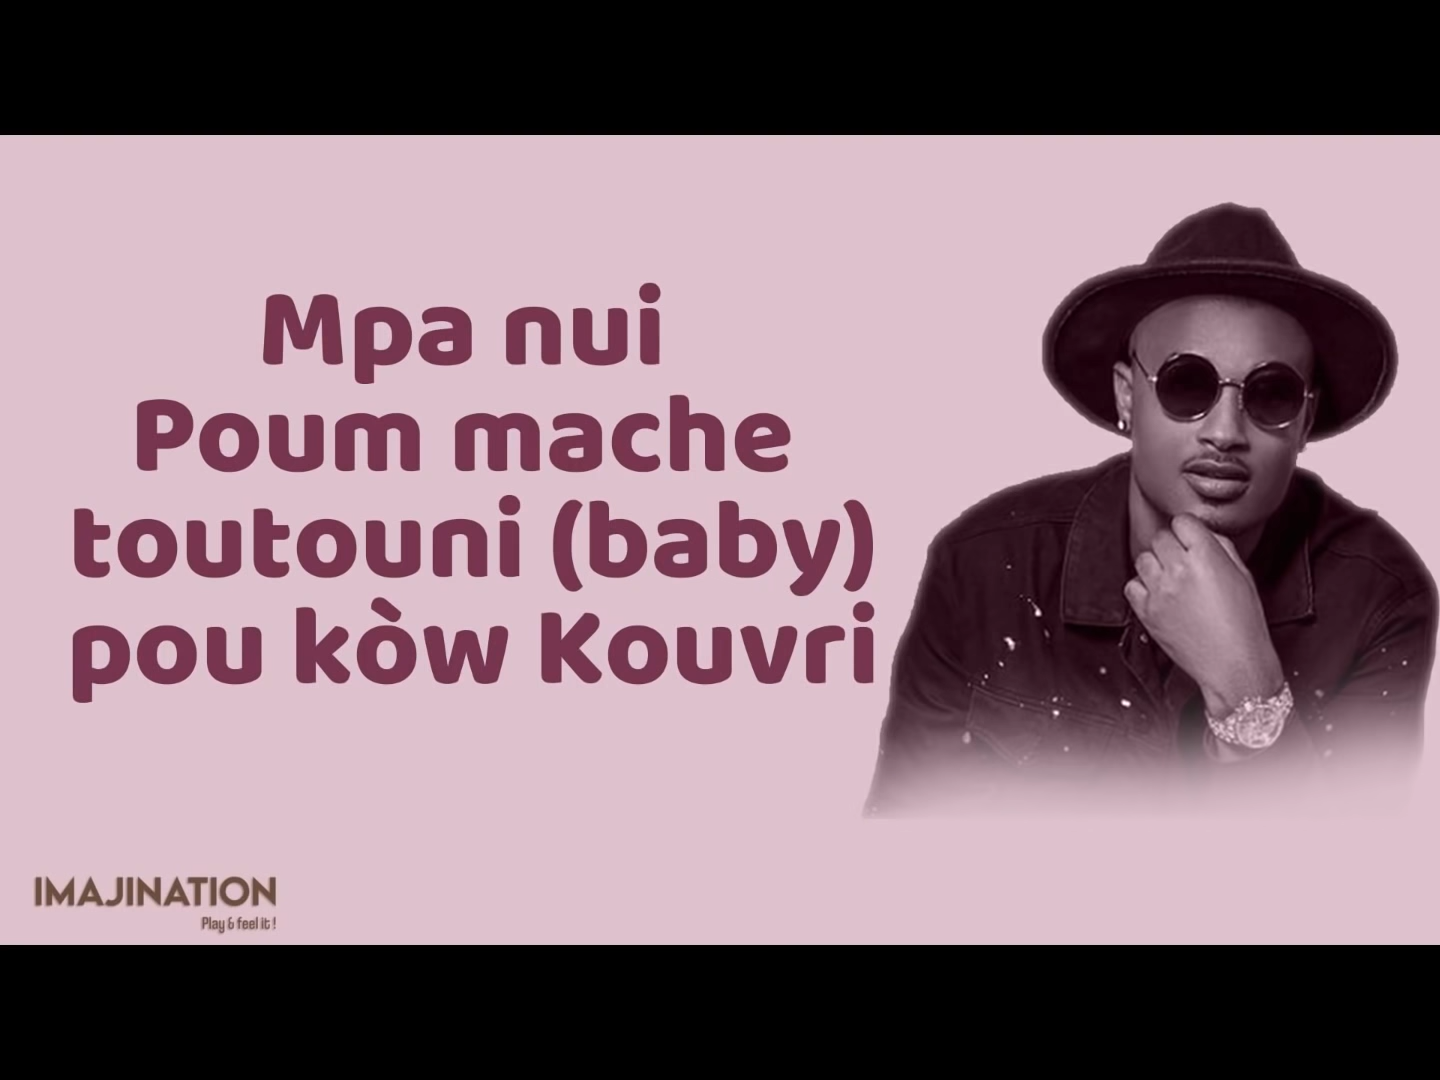 Mpa nui
Poum mache
toutouni (baby)
pou kòw Kouvri
IMAJINATION
Play & feel it !